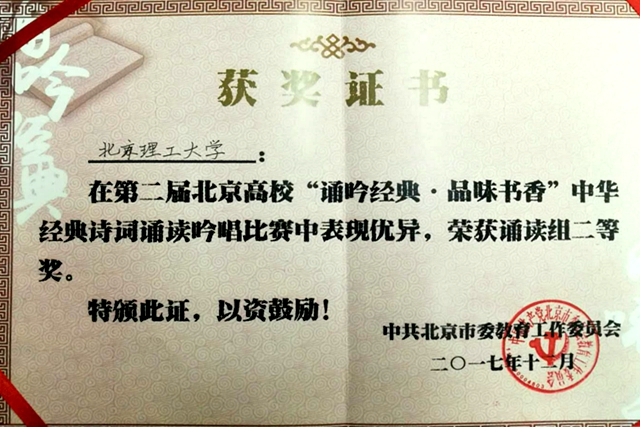 获奖证书
北京理工大学：
在第二届北京高校“诵吟经典·品味书香”中华
经典诗词诵读吟唱比赛中表现优异，荣获诵读组二等
奖。
特颁此证，以资鼓励！
中共北京市委教育工作委员会
二〇一七年十二月